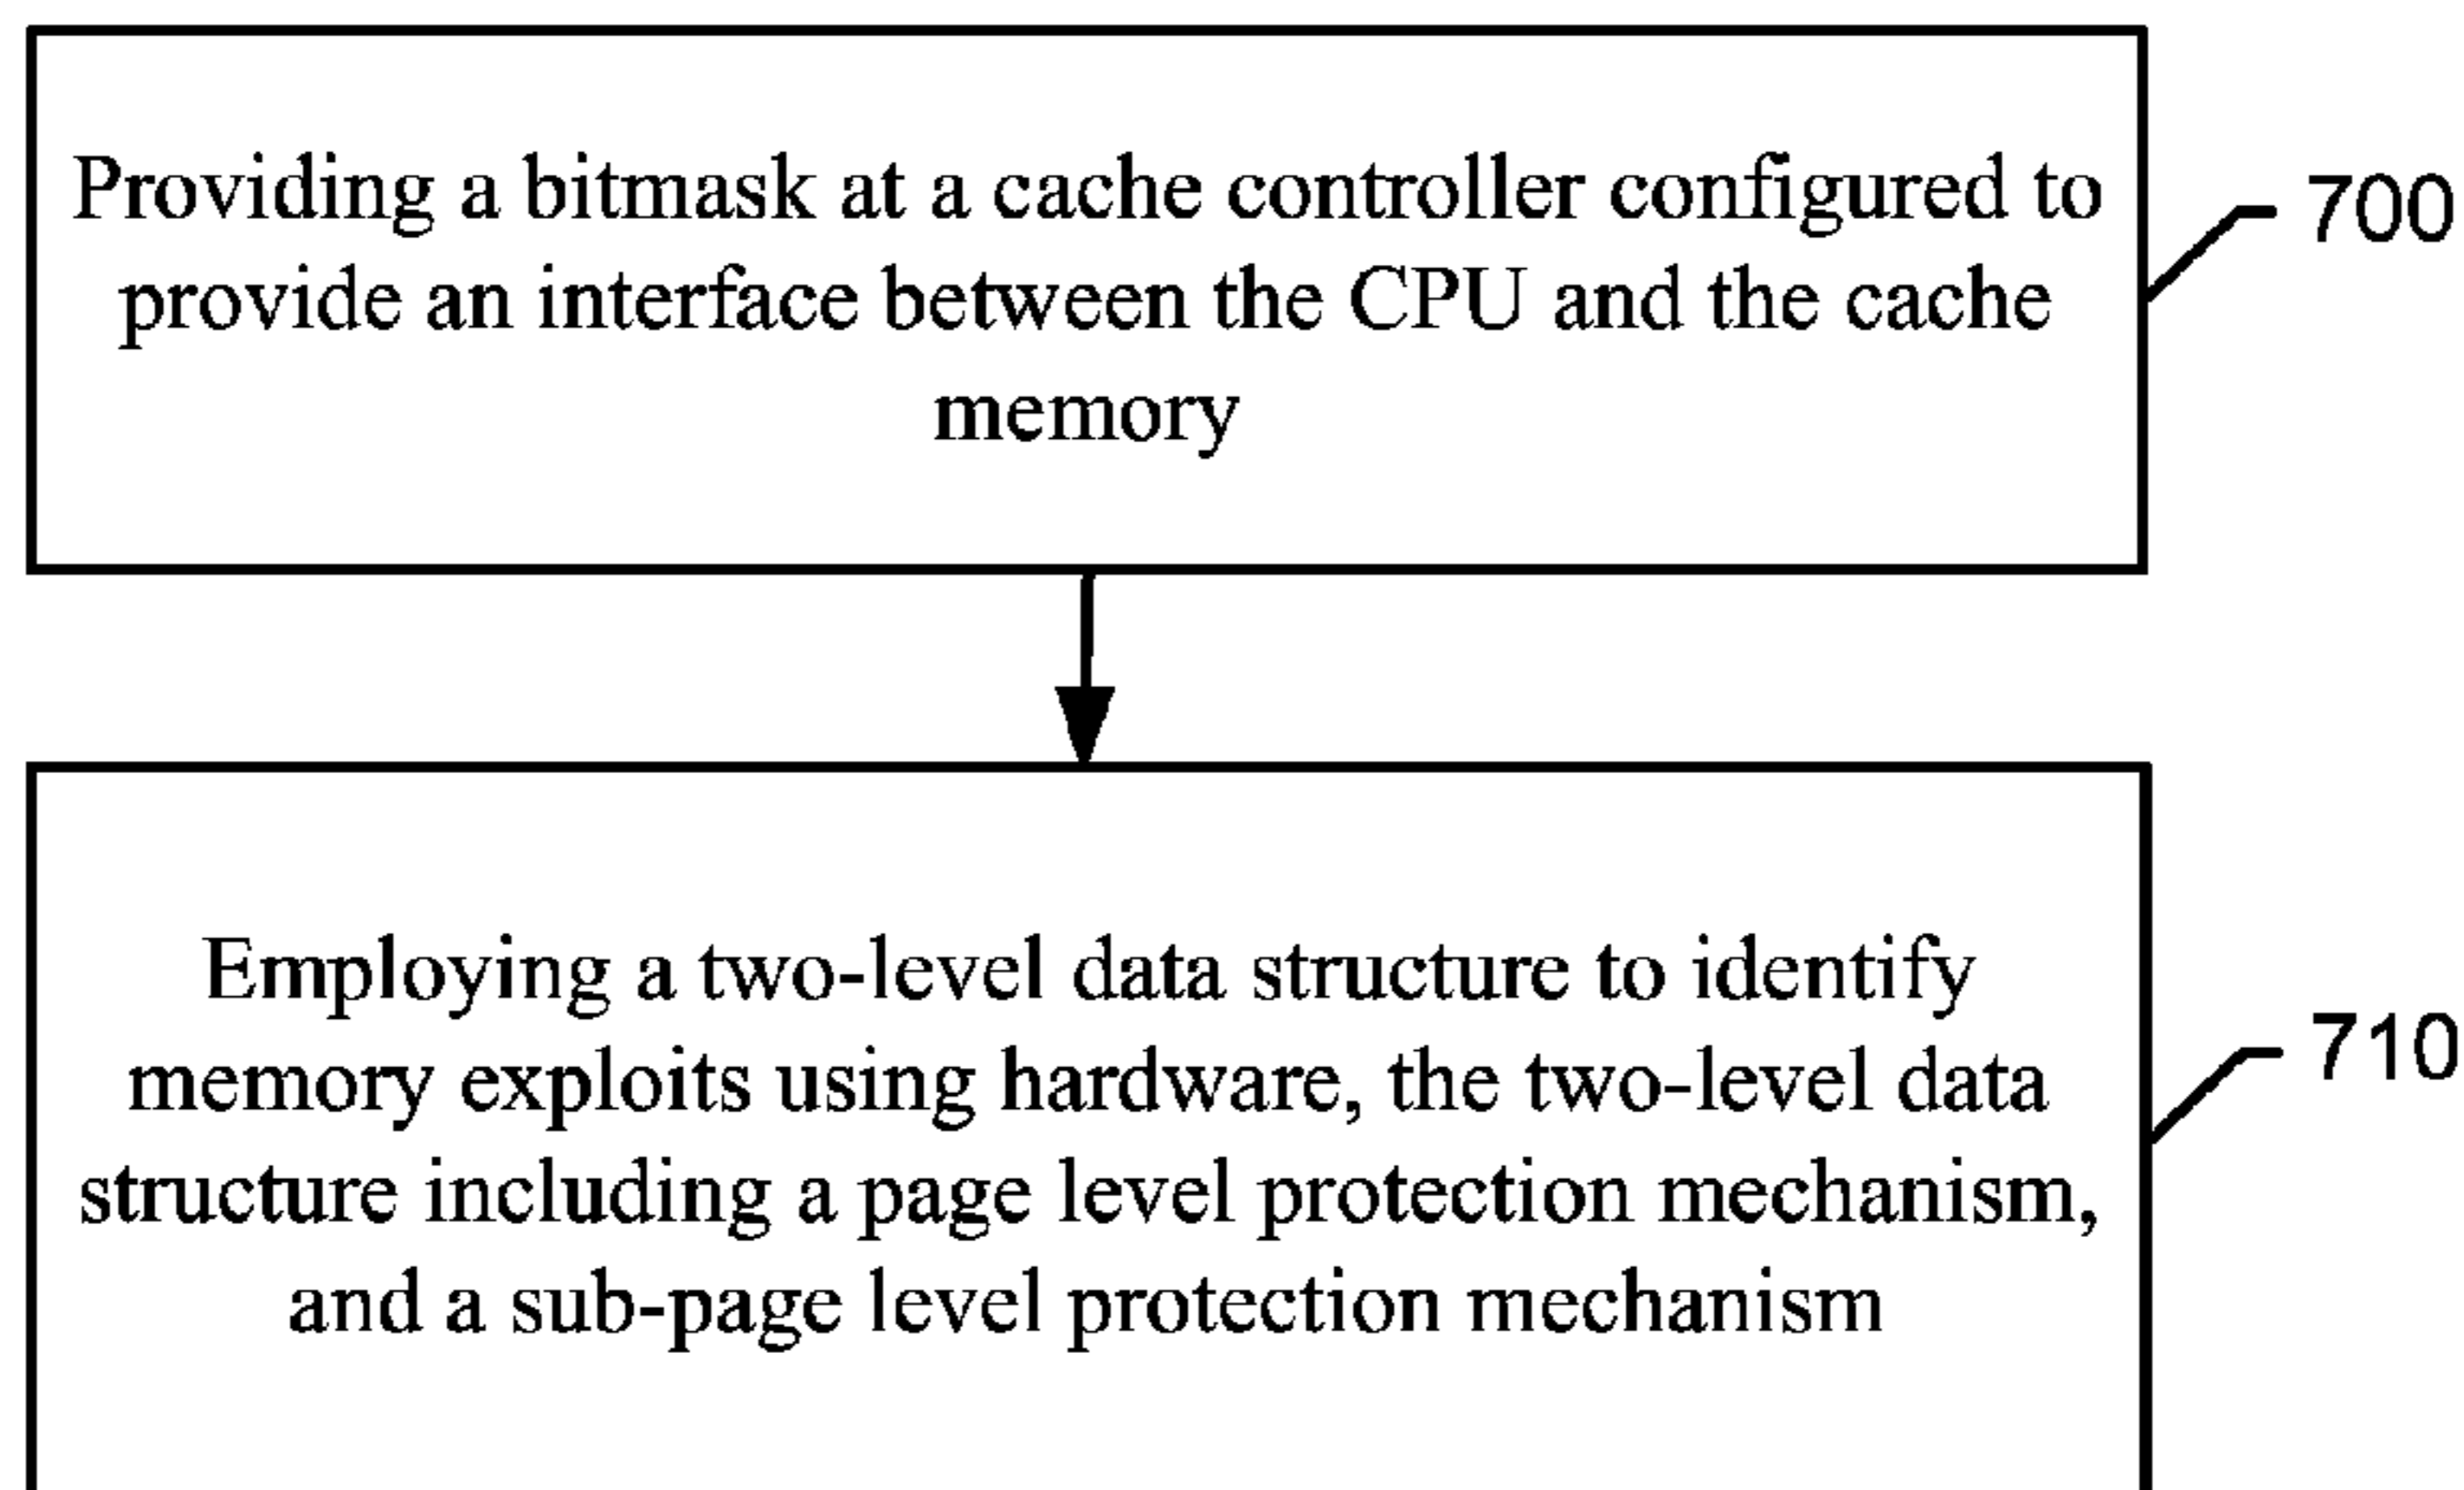 Providing a bitmask at a cache controller configured to
provide an interface between the CPU and the cache
memory
700
Employing a two-level data structure to identify
memory exploits using hardware, the two-level data
structure including a page level protection mechanism,
and a sub-page level protection mechanism
710